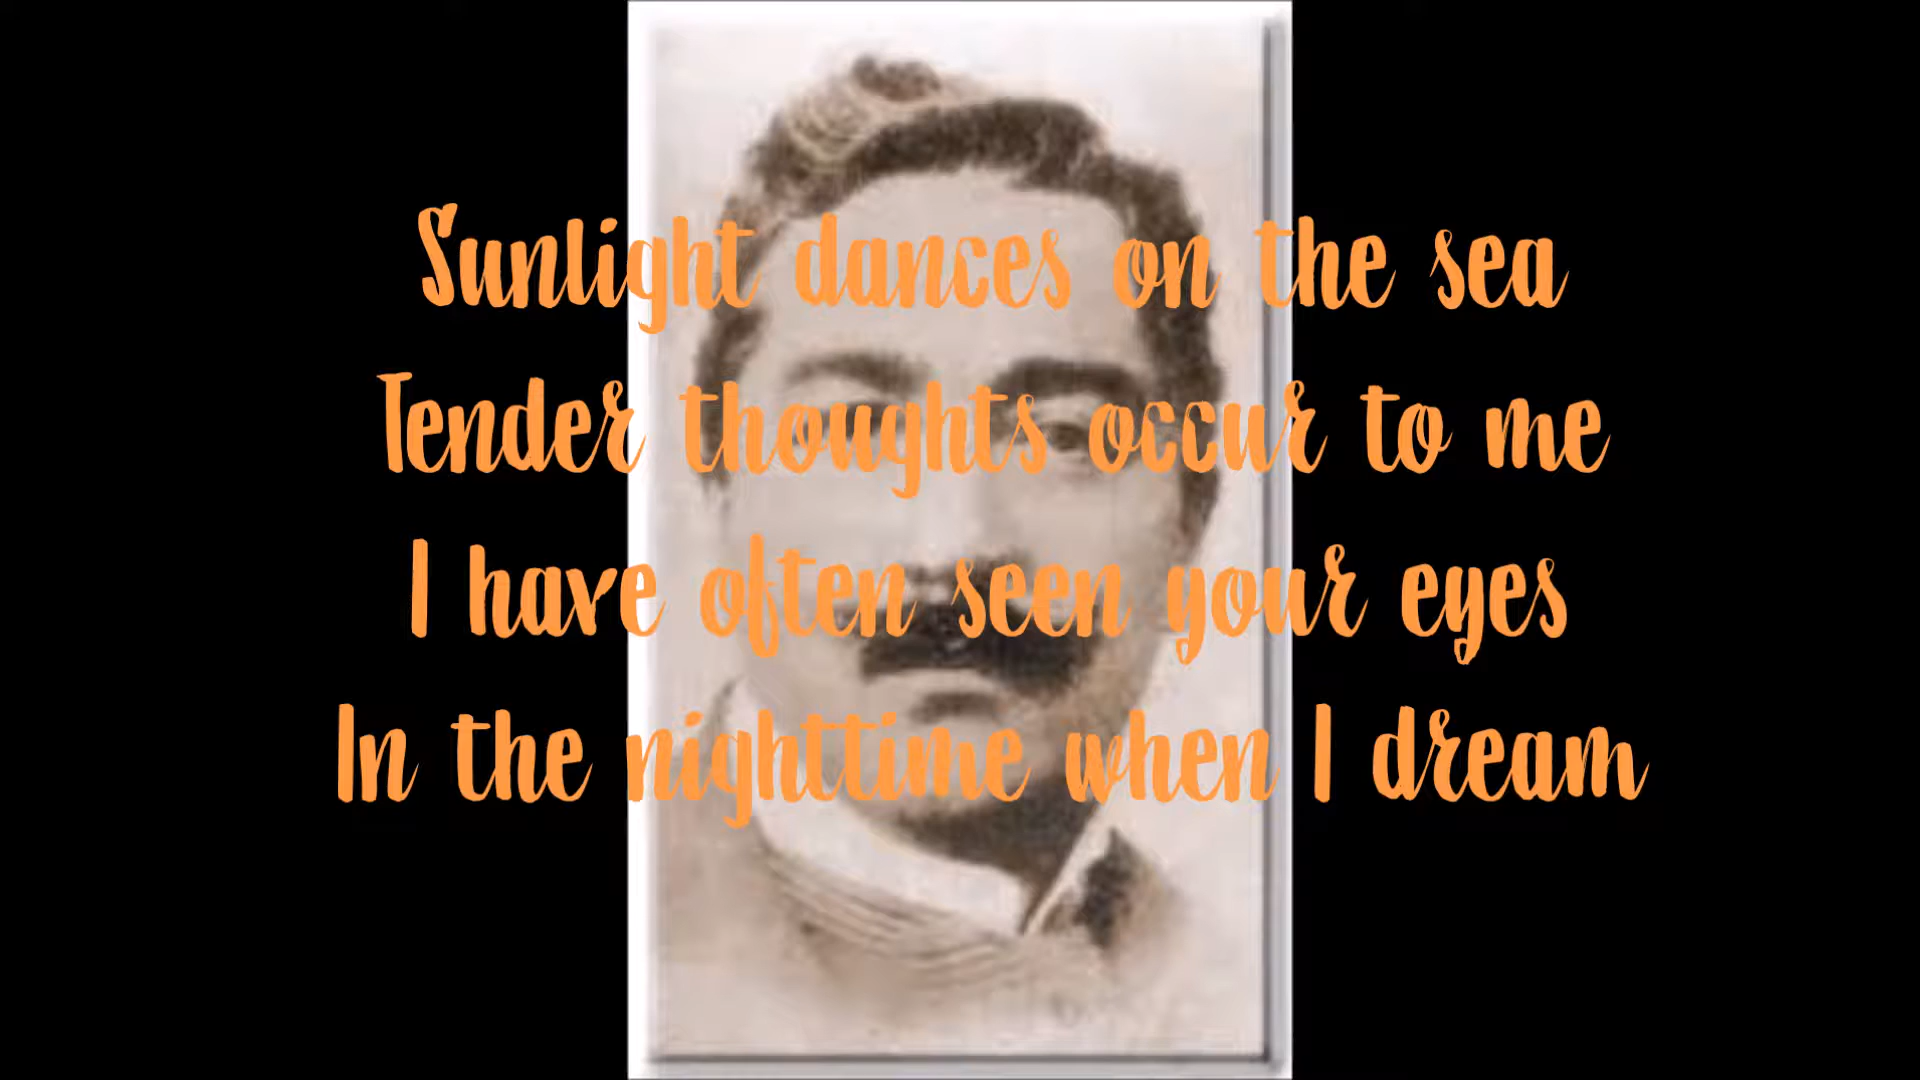 Sunlight dances on the sea
Tender thoughts occur to me
I have often seen your eyes
In the nighttime when I dream